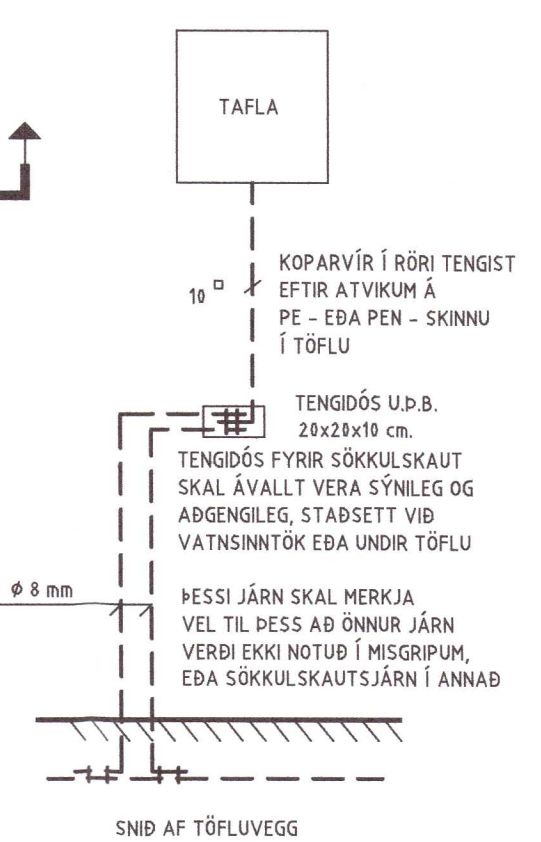 TAFLA
KOPARVÍR Í RÖRI TENGIST
EFTIR ATVIKUM Á
PE - EÐA PEN - SKINNU
Í TÖFLU
10 □
TENGIDÓS U.Þ.B.
20x20x10 cm.
TENGIDÓS FYRIR SÖKKULSKAUT
SKAL ÁVALLT VERA SÝNILEG OG
AÐGENGILEG, STAÐSETT VIÐ
VATNSINNTÖK EÐA UNDIR TÖFLU
ϕ 8 mm
ÞESSI JÁRN SKAL MERKJA
VEL TIL ÞESS AÐ ÖNNUR JÁRN
VERÐI EKKI NOTUÐ Í MISGRIPUM,
EÐA SÖKKULSKAUTSJÁRN Í ANNAÐ
SNIÐ AF TÖFLUVEGG